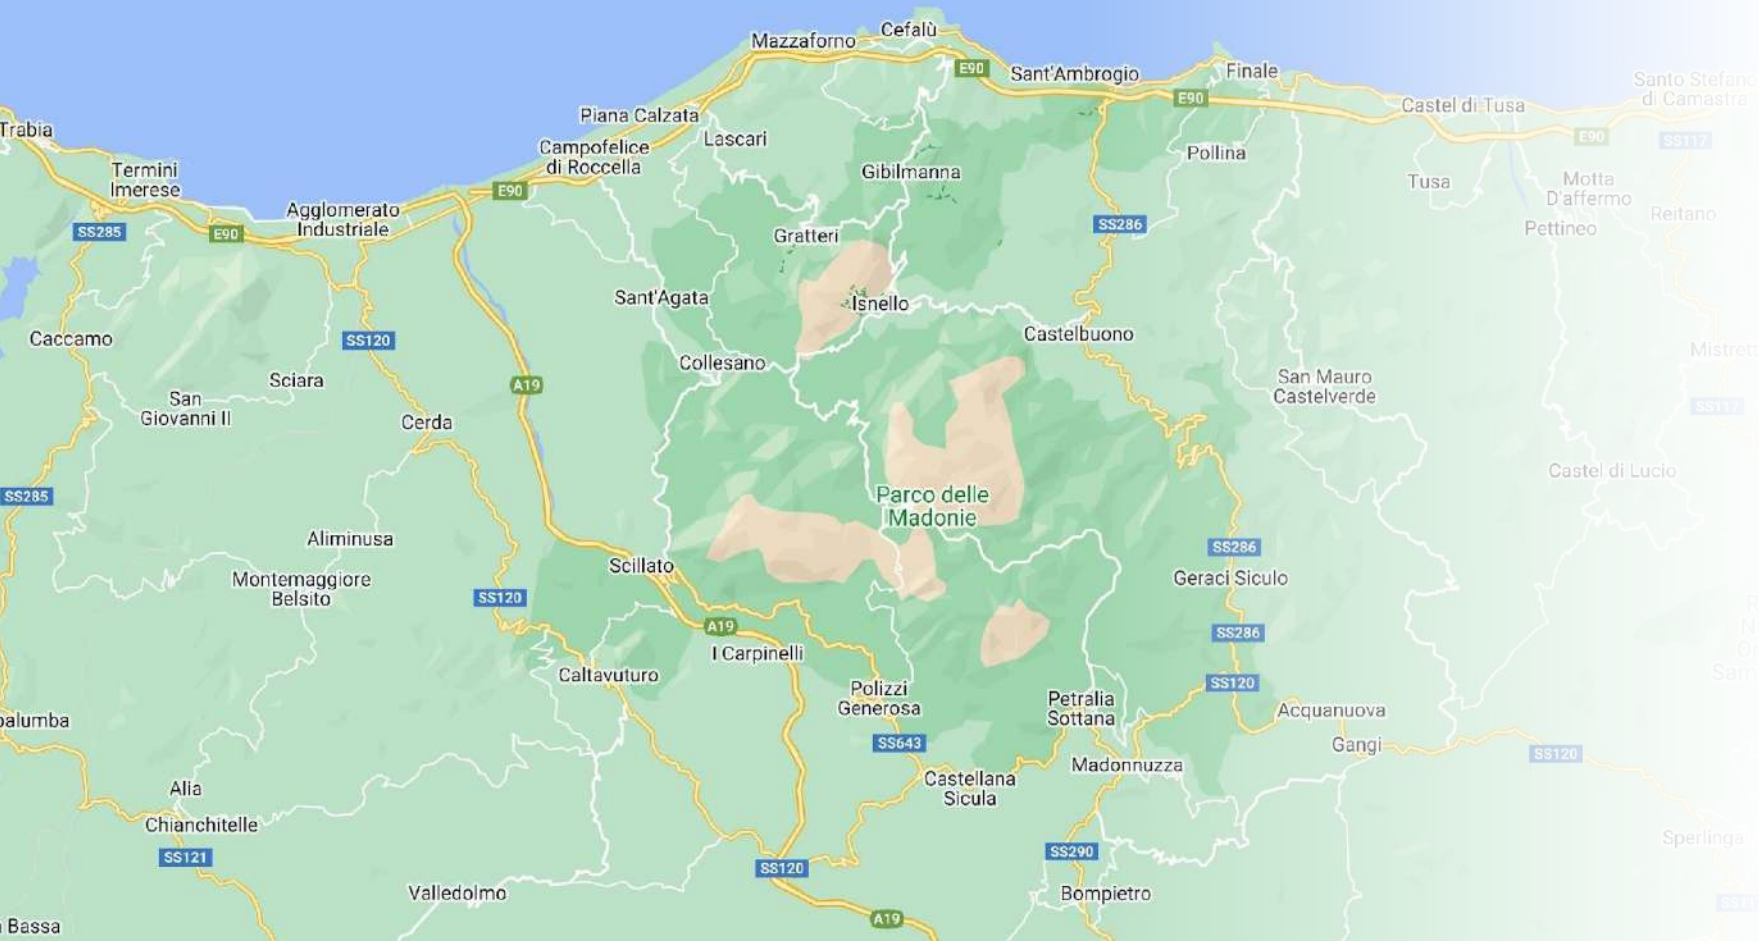 Cefalù
Mazzaforno
E90
Sant'Ambrogio
Finale
Santo Stefano
di Camastra
E90
Castel di Tusa
Piana Calzata
Trabia
Lascari
E90
SS117
Campofelice
di Roccella
Pollina
Termini
Imerese
Gibilmanna
Tusa
Motta
D'affermo
E90
Agglomerato
Industriale
Reitano
SS285
E90
Gratteri
SS286
Pettineo
Sant'Agata
Isnello
Caccamo
SS120
Castelbuono
Mistrett
Collesano
Sciara
A19
San Mauro
Castelverde
San
Giovanni II
SS117
Cerda
Castel di Lucio
SS285
Parco delle
Madonie
Aliminusa
SS286
Scillato
Montemaggiore
Belsito
Geraci Siculo
SS120
A19
SS286
I Carpinelli
Caltavuturo
SS120
Polizzi
Generosa
Petralia
Sottana
Acquanuova
palumba
SS643
Gangi
SS120
Madonnuzza
Castellana
Sicula
Alia
Chianchitelle
Sperlinga
SS121
SS120
SS290
Valledolmo
Bompietro
A19
Bassa